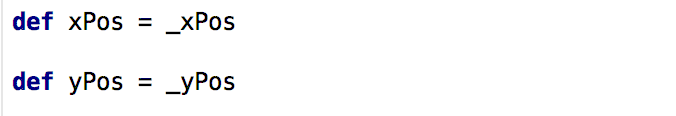 def xPos = _xPos
def yPos = _yPos